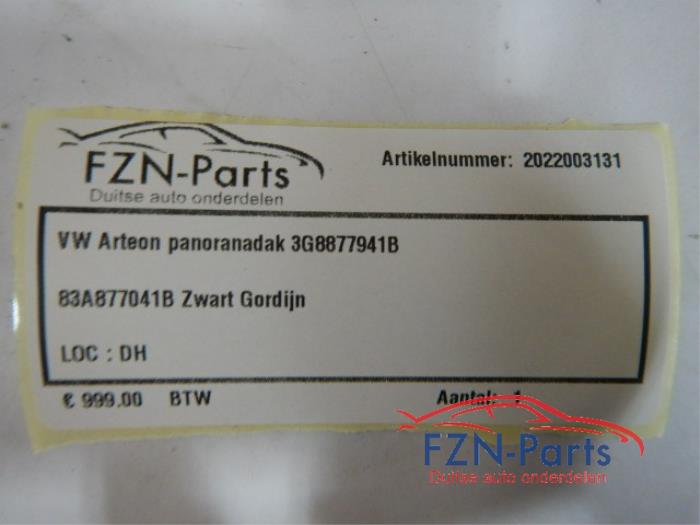 FZN-Parts
Duitse auto onderdelen
Artikelnummer: 2022003131
VW Arteon panoranadak 3G8877941B
83A877041B Zwart Gordijn
LOC : DH
€ 999.00 BTW
Aantal: 1
FZN-Parts
Duitse auto onderdelen